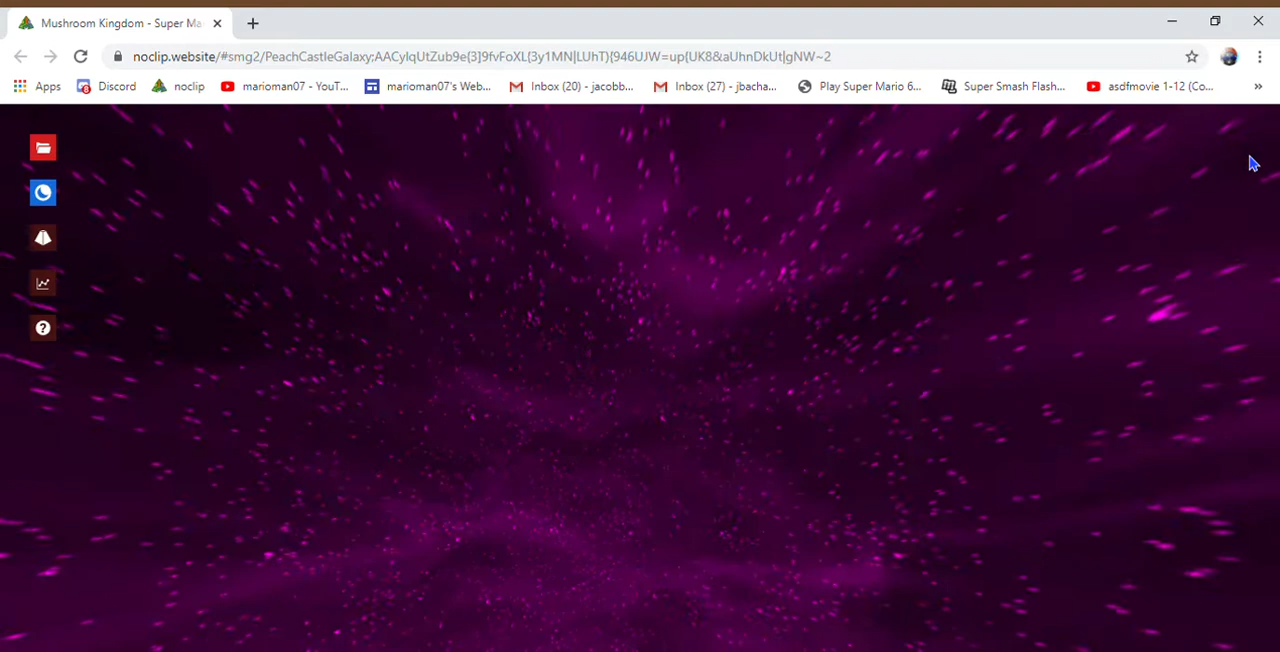 Mushroom Kingdom - Super Ma
noclip.website/#smg2/PeachCastleGalaxy;AACyIqUtZub9e{3]9fvFoXL{3y1MN|LUhT}{946UJW=up{UK8&aUhnDkUt|gNW~2
Apps Discord noclip marioman07 - YouT... marioman07's Web... Inbox (20) - jacobb... Inbox (27) - jbacha... Play Super Mario 6... Super Smash Flash... asdfmovie 1-12 (Co... »